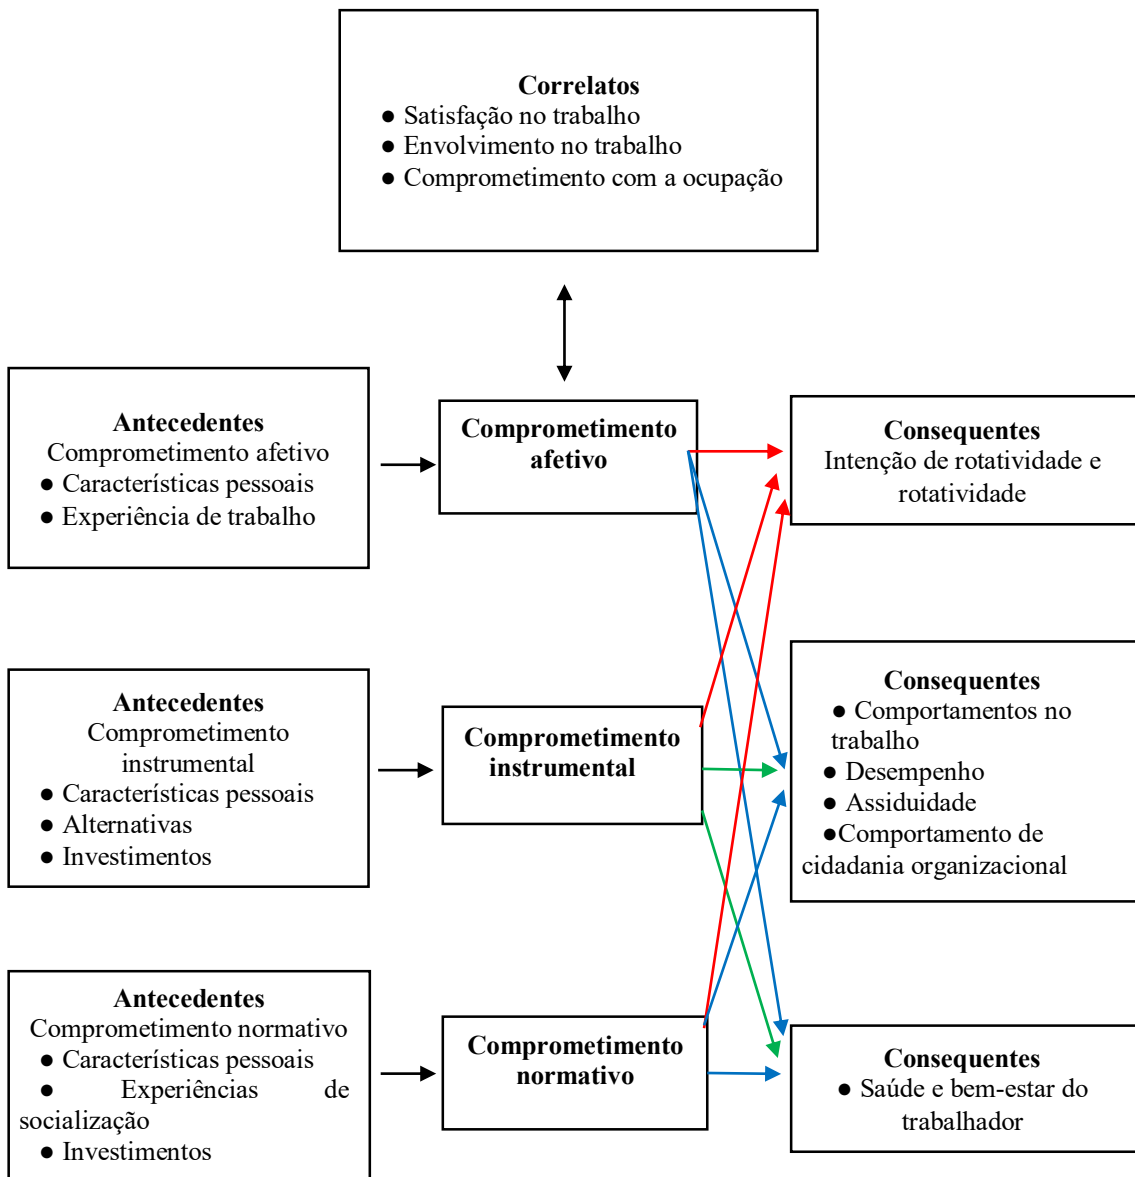 Correlatos
● Satisfação no trabalho
● Envolvimento no trabalho
● Comprometimento com a ocupação
Antecedentes
Comprometimento afetivo
● Características pessoais
● Experiência de trabalho
Comprometimento
afetivo
Consequentes
Intenção de rotatividade e
rotatividade
Antecedentes
Comprometimento
instrumental
● Características pessoais
● Alternativas
● Investimentos
Comprometimento
instrumental
Consequentes
● Comportamentos no
trabalho
● Desempenho
● Assiduidade
●Comportamento de
cidadania organizacional
Antecedentes
Comprometimento normativo
● Características pessoais
● Experiências de
socialização
● Investimentos
Comprometimento
normativo
Consequentes
● Saúde e bem-estar do
trabalhador